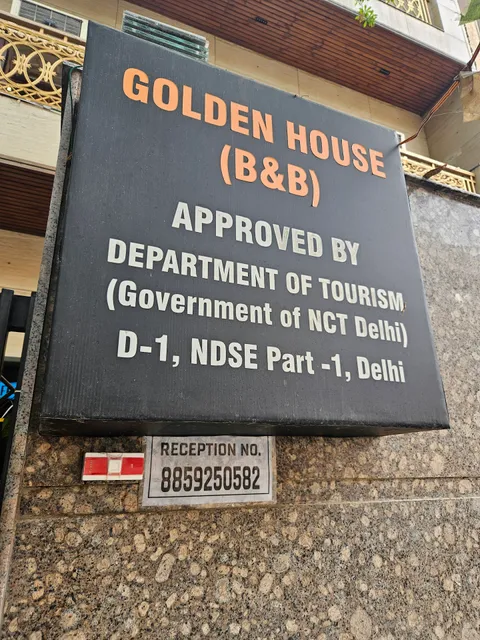 GOLDEN HOUSE
(B&B)
APPROVED BY
DEPARTMENT OF TOURISM
(Government of NCT Delhi)
D-1, NDSE Part -1, Delhi
RECEPTION NO.
8859250582